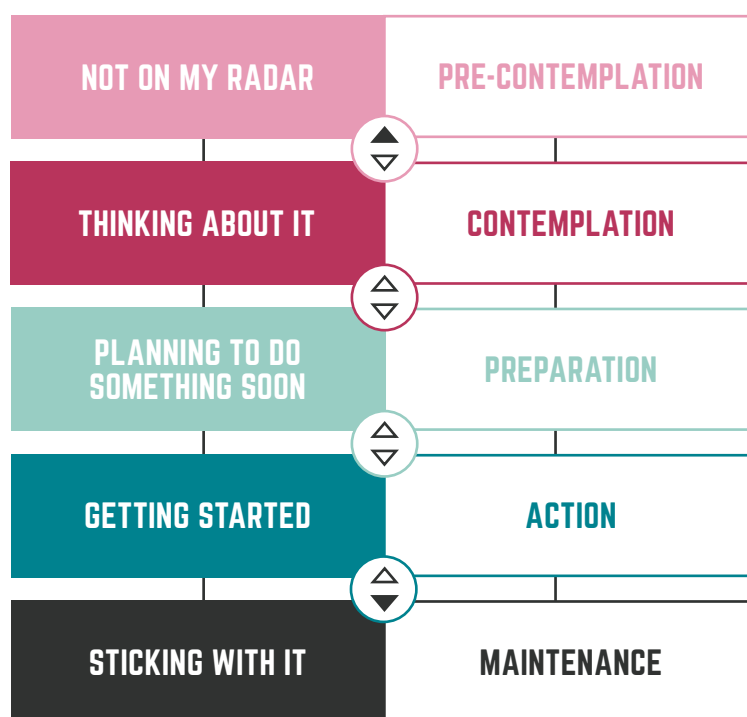 NOT ON MY RADAR
PRE-CONTEMPLATION
THINKING ABOUT IT
CONTEMPLATION
PLANNING TO DO
SOMETHING SOON
PREPARATION
GETTING STARTED
ACTION
STICKING WITH IT
MAINTENANCE